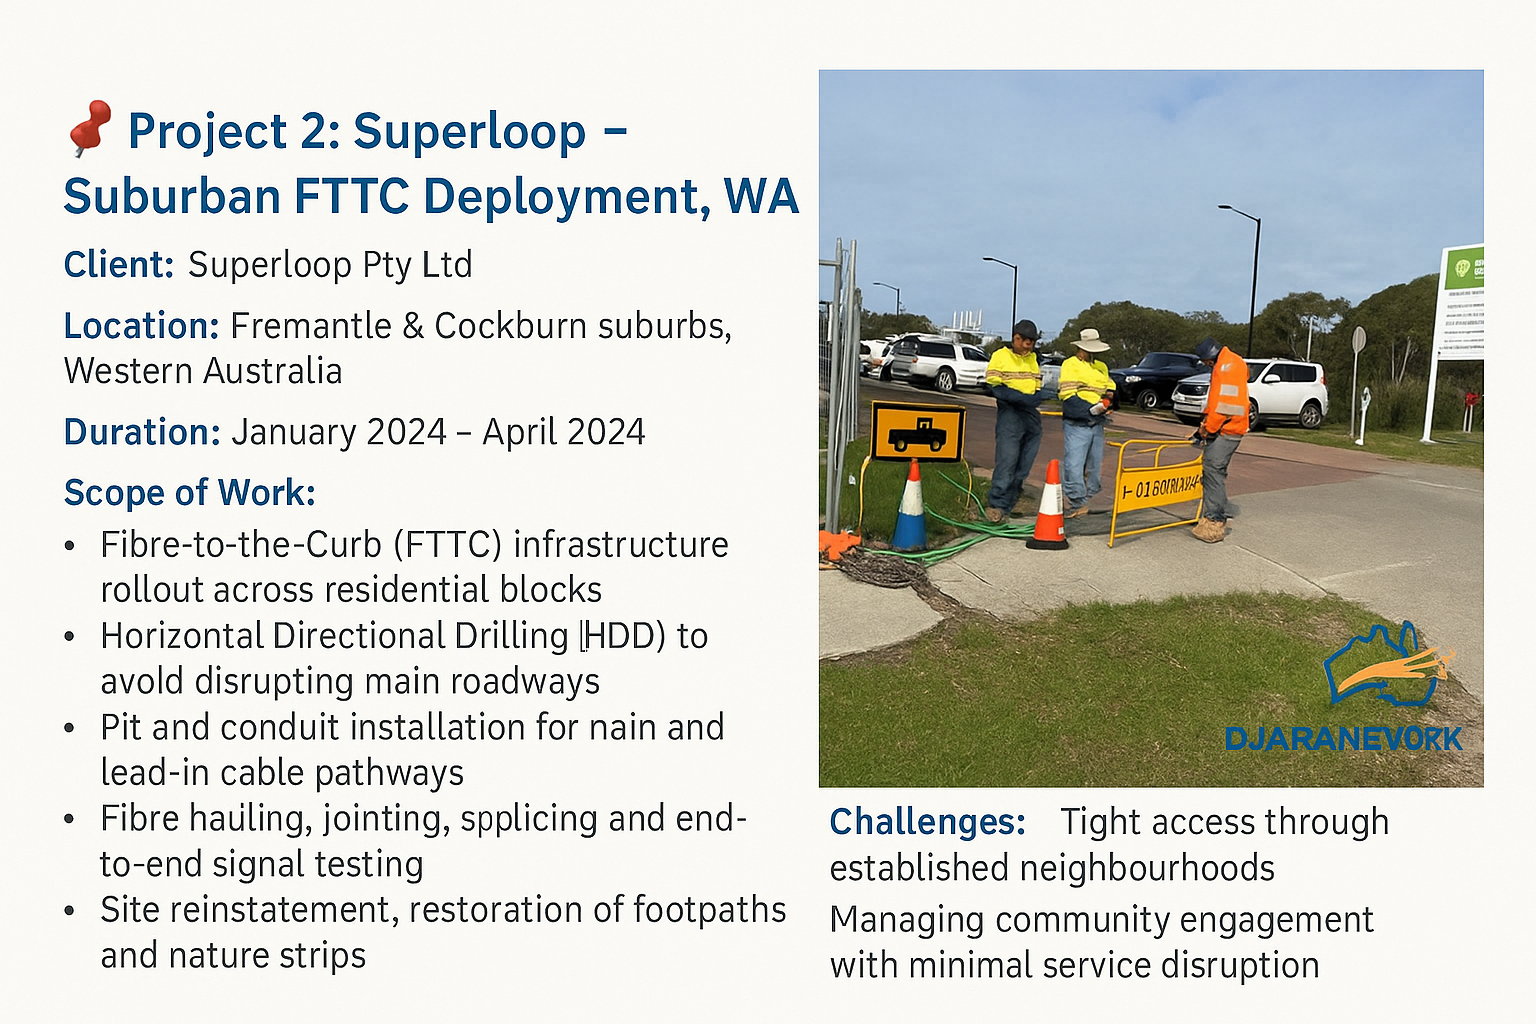 📌 Project 2: Superloop –
Suburban FTTC Deployment, WA
Client: Superloop Pty Ltd
Location: Fremantle & Cockburn suburbs,
Western Australia
Duration: January 2024 – April 2024
Scope of Work:
• Fibre-to-the-Curb (FTTC) infrastructure
rollout across residential blocks
• Horizontal Directional Drilling (HDD) to
avold disrupting main roadways
• Pit and conduit installation for nain and
lead-in cable pathways
• Fibre hauling, jointing, spplicing and end-
to-end signal testing
• Site reinstatement, restoration of footpaths
and nature strips
DJARANEVORK
Challenges: Tight access through
established neighbourhoods
Managing community engagement
with minimal service disruption